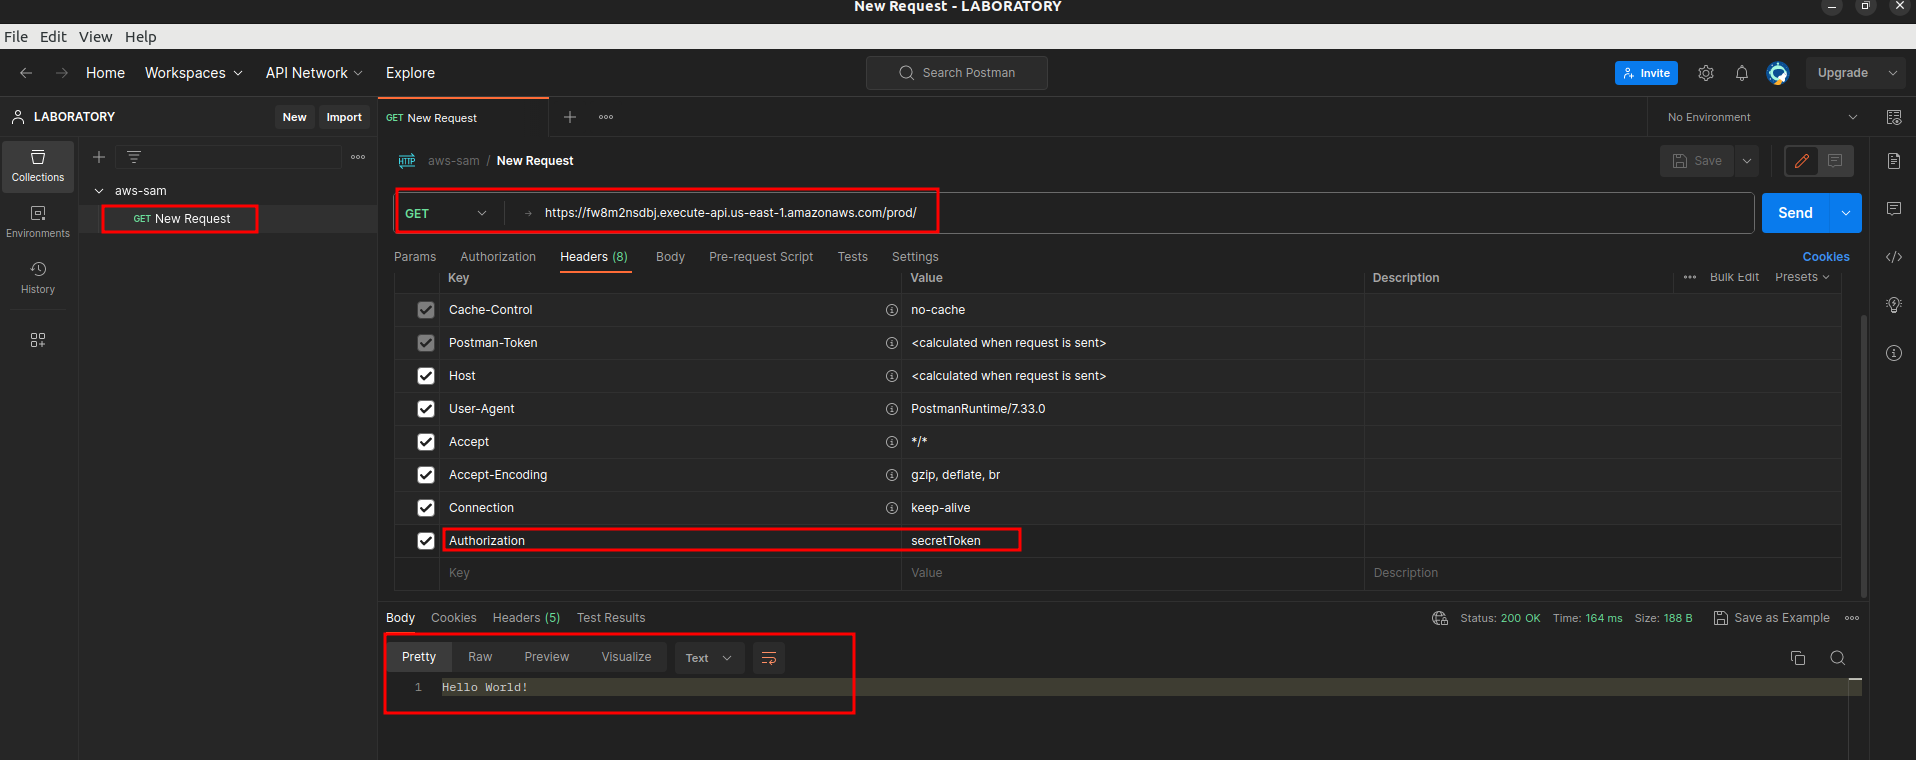 New Request - LABORATORY
File Edit View Help
Home Workspaces API Network Explore Search Postman Invite Upgrade
LABORATORY New Import GET New Request No Environment
Collections
Environments
History
aws-sam
GET New Request
HTTP aws-sam / New Request Save
GET https://fw8m2nsdbj.execute-api.us-east-1.amazonaws.com/prod/ Send
Params Authorization Headers (8) Body Pre-request Script Tests Settings Cookies
Key Value Description Bulk Edit Presets
Cache-Control no-cache
Postman-Token <calculated when request is sent>
Host <calculated when request is sent>
User-Agent PostmanRuntime/7.33.0
Accept */*
Accept-Encoding gzip, deflate, br
Connection keep-alive
Authorization secretToken
Key Value Description
Body Cookies Headers (5) Test Results Status: 200 OK Time: 164 ms Size: 188 B Save as Example
Pretty Raw Preview Visualize Text
1 Hello World!